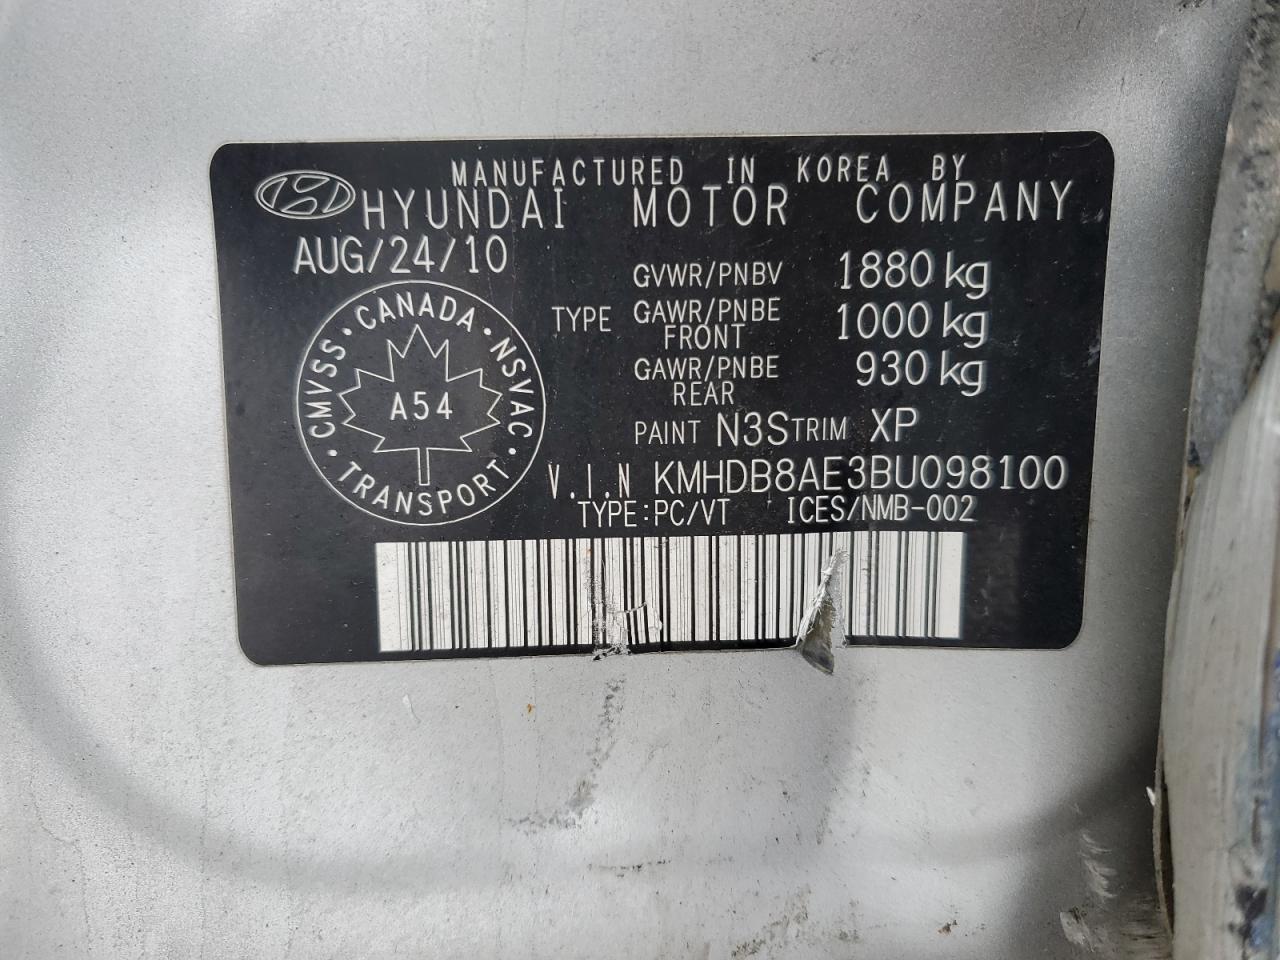 MANUFACTURED IN KOREA BY
HYUNDAI MOTOR COMPANY
AUG/24/10
CMVSS · CANADA · NSVAC · TRANSPORT ·
A54
TYPE
GVWR/PNBV 1880 kg
GAWR/PNBE FRONT 1000 kg
GAWR/PNBE REAR 930 kg
PAINT N3S TRIM XP
V.I.N KMHDB8AE3BU098100
TYPE:PC/VT ICES/NMB-002